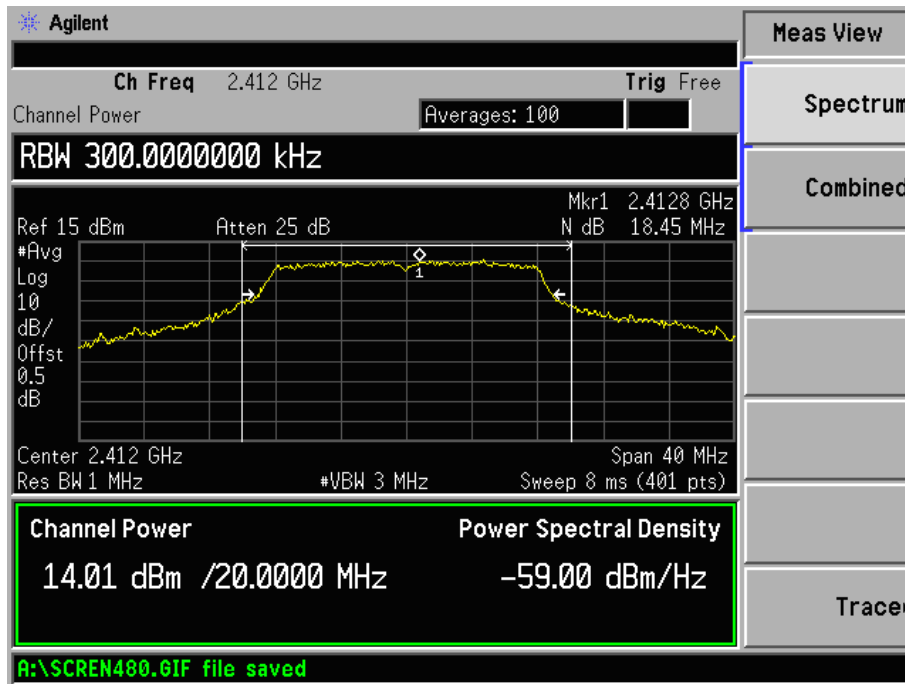 Agilent
Meas View
Ch Freq 2.412 GHz Trig Free
Channel Power Averages: 100
Spectrum
RBW 300.0000000 kHz
Combined
Mkr1 2.4128 GHz
Ref 15 dBm Atten 25 dB N dB 18.45 MHz
#Avg
Log
10
dB/
Offst
0.5
dB
1
Center 2.412 GHz Span 40 MHz
Res BW 1 MHz #VBW 3 MHz Sweep 8 ms (401 pts)
Channel Power Power Spectral Density
14.01 dBm /20.0000 MHz -59.00 dBm/Hz
Trace
A:\SCREN480.GIF file saved